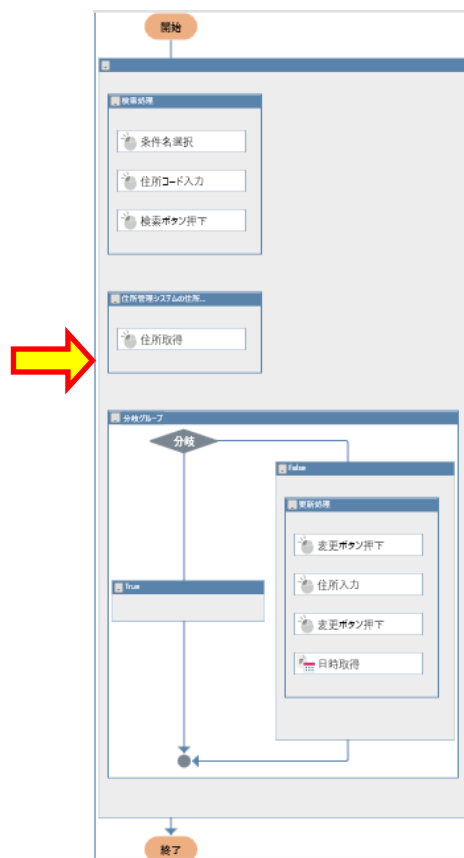 開始
検索処理
条件名選択
住所コード入力
検索ボタン押下
住所管理システムの住所...
住所取得
分岐グループ
分岐
False
更新処理
変更ボタン押下
住所入力
変更ボタン押下
日時取得
True
終了